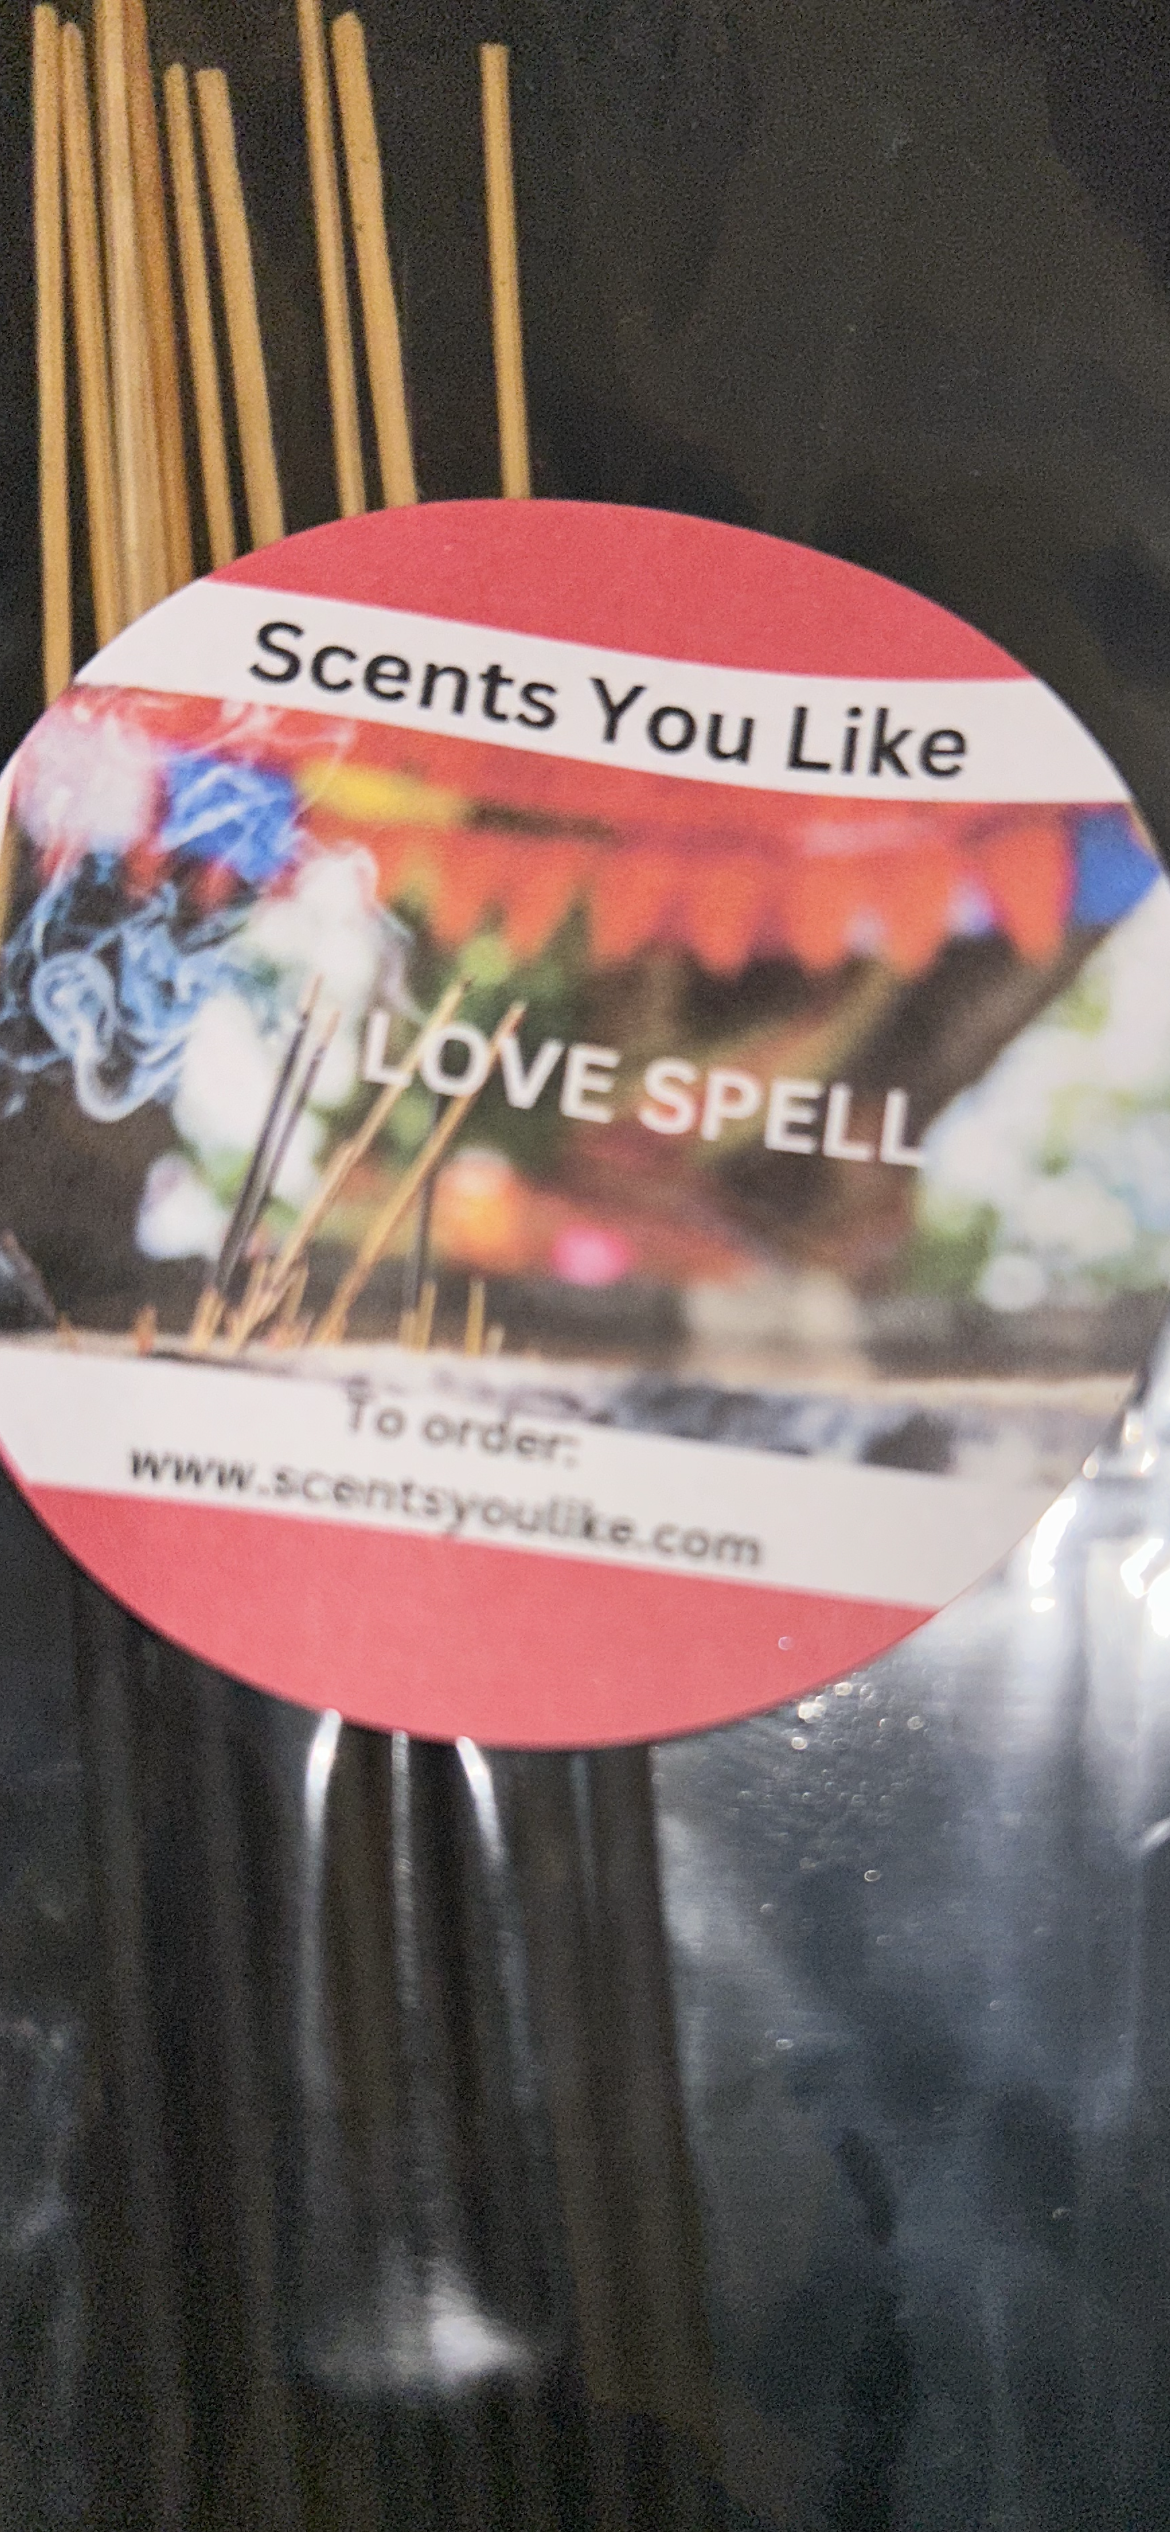 Scents You Like
LOVE SPELL
To order:
www.scentsyoulike.com